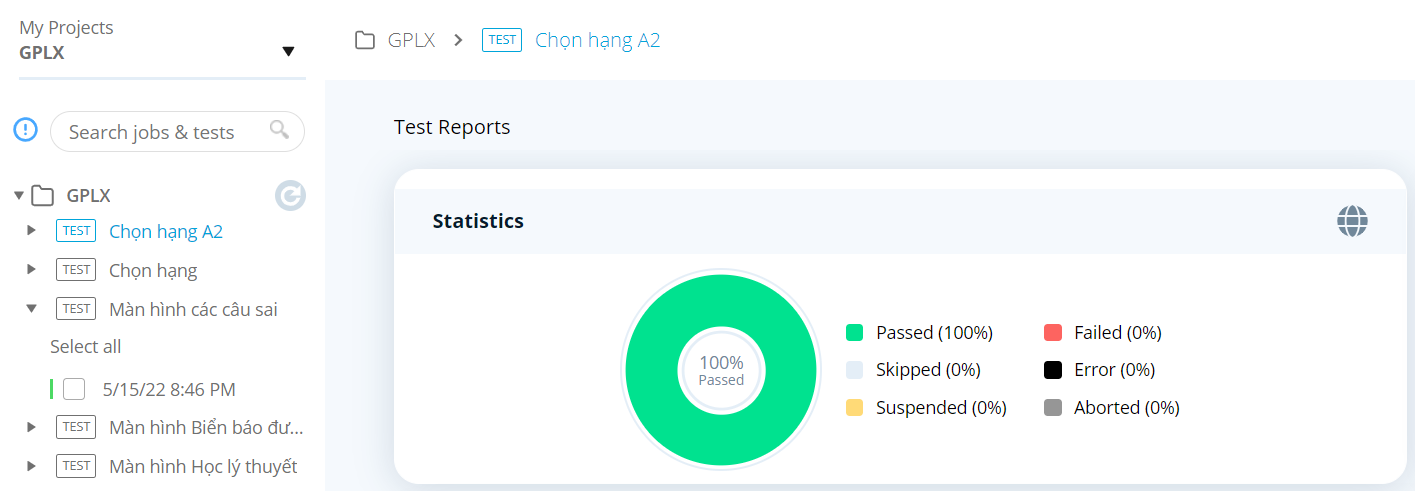 My Projects
GPLX
Search jobs & tests
GPLX
TEST Chọn hạng A2
TEST Chọn hạng
TEST Màn hình các câu sai
Select all
5/15/22 8:46 PM
TEST Màn hình Biển báo đư...
TEST Màn hình Học lý thuyết
GPLX > TEST Chọn hạng A2
Test Reports
Statistics
100%
Passed
Passed (100%) Failed (0%)
Skipped (0%) Error (0%)
Suspended (0%) Aborted (0%)